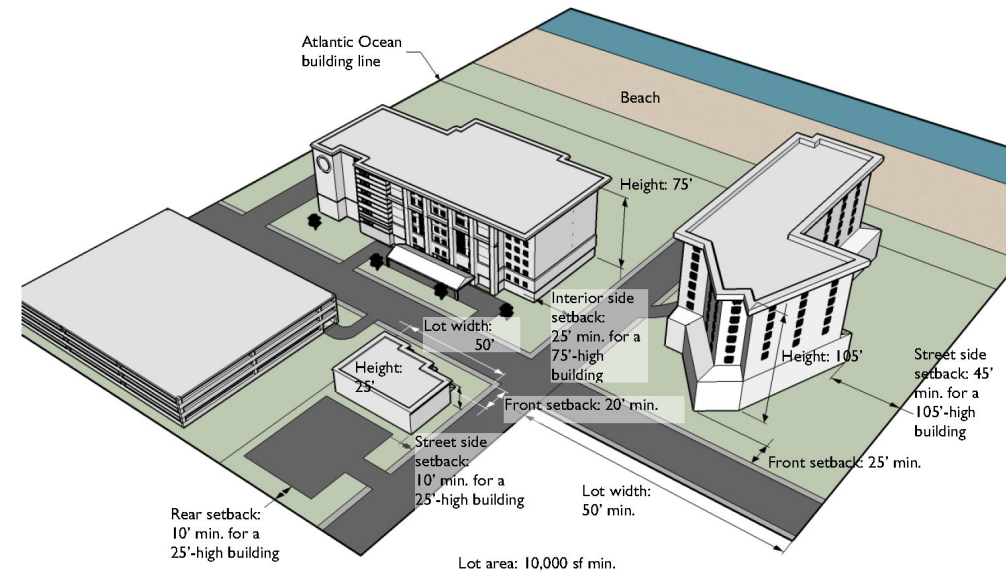 Atlantic Ocean
building line
Beach
Height: 75’
Interior side
setback:
25’ min. for a
75’-high
building
Lot width:
50’
Height:
25’
Height: 105’
Street side
setback: 45’
min. for a
105’-high
building
Front setback: 20’ min.
Street side
setback:
10’ min. for a
25’-high building
Front setback: 25’ min.
Lot width:
50’ min.
Rear setback:
10’ min. for a
25’-high building
Lot area: 10,000 sf min.